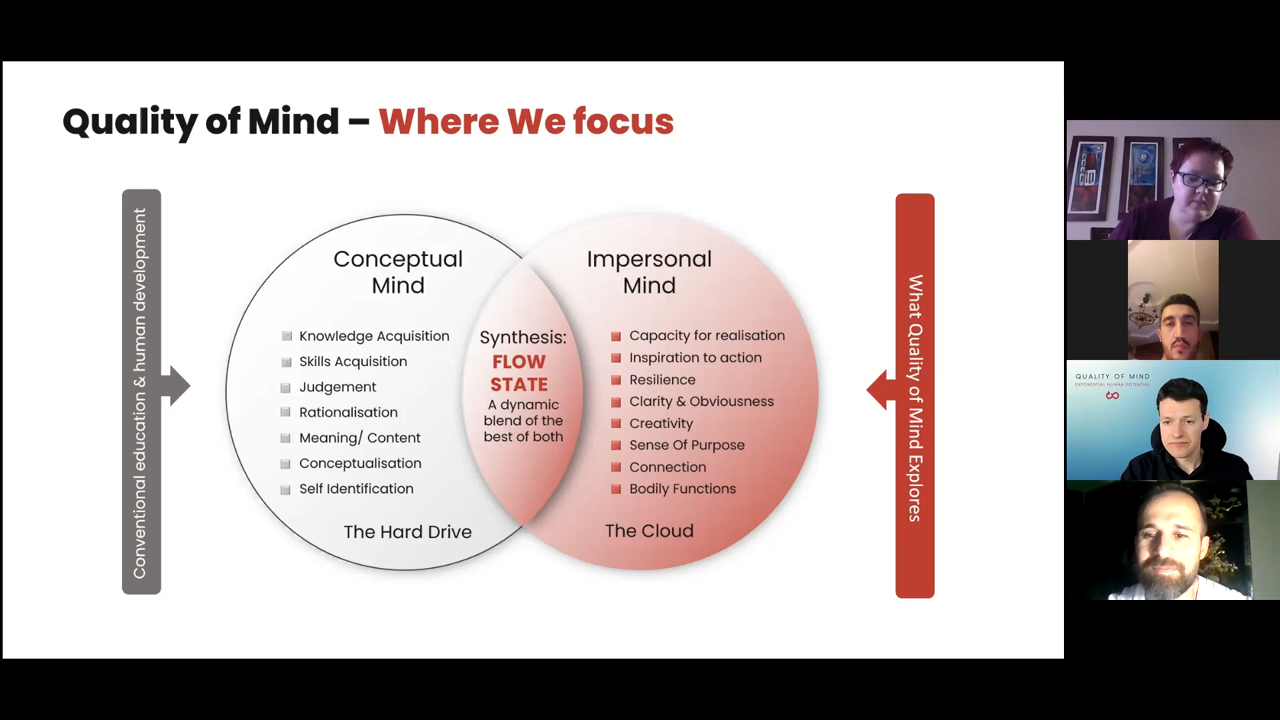 Quality of Mind – Where We focus
Conventional education & human development
Conceptual
Mind
Knowledge Acquisition
Skills Acquisition
Judgement
Rationalisation
Meaning/ Content
Conceptualisation
Self Identification
The Hard Drive
Synthesis:
FLOW
STATE
A dynamic
blend of the
best of both
Impersonal
Mind
Capacity for realisation
Inspiration to action
Resilience
Clarity & Obviousness
Creativity
Sense Of Purpose
Connection
Bodily Functions
The Cloud
What Quality of Mind Explores
QUALITY OF MIND
EXPONENTIAL HUMAN POTENTIAL